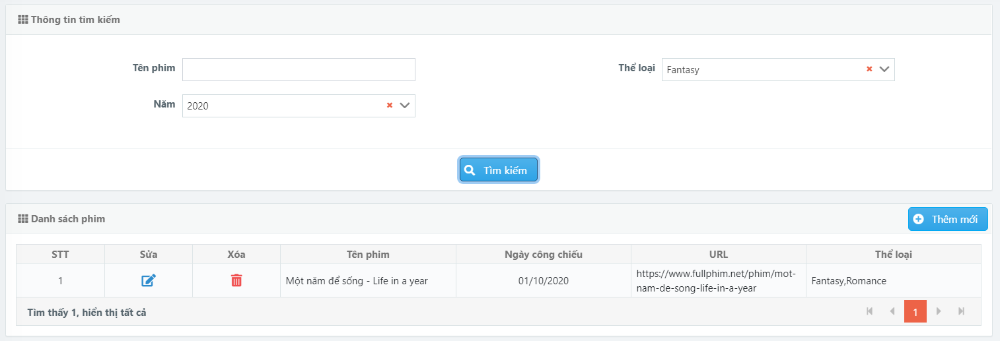 Thông tin tìm kiếm
Tên phim
Thể loại
Fantasy
Năm
2020
Tìm kiếm
Danh sách phim
Thêm mới
STT Sửa Xóa Tên phim Ngày công chiếu URL Thể loại
1 Một năm để sống - Life in a year 01/10/2020 https://www.fullphim.net/phim/mot-
nam-de-song-life-in-a-year Fantasy,Romance
Tìm thấy 1, hiển thị tất cả
1